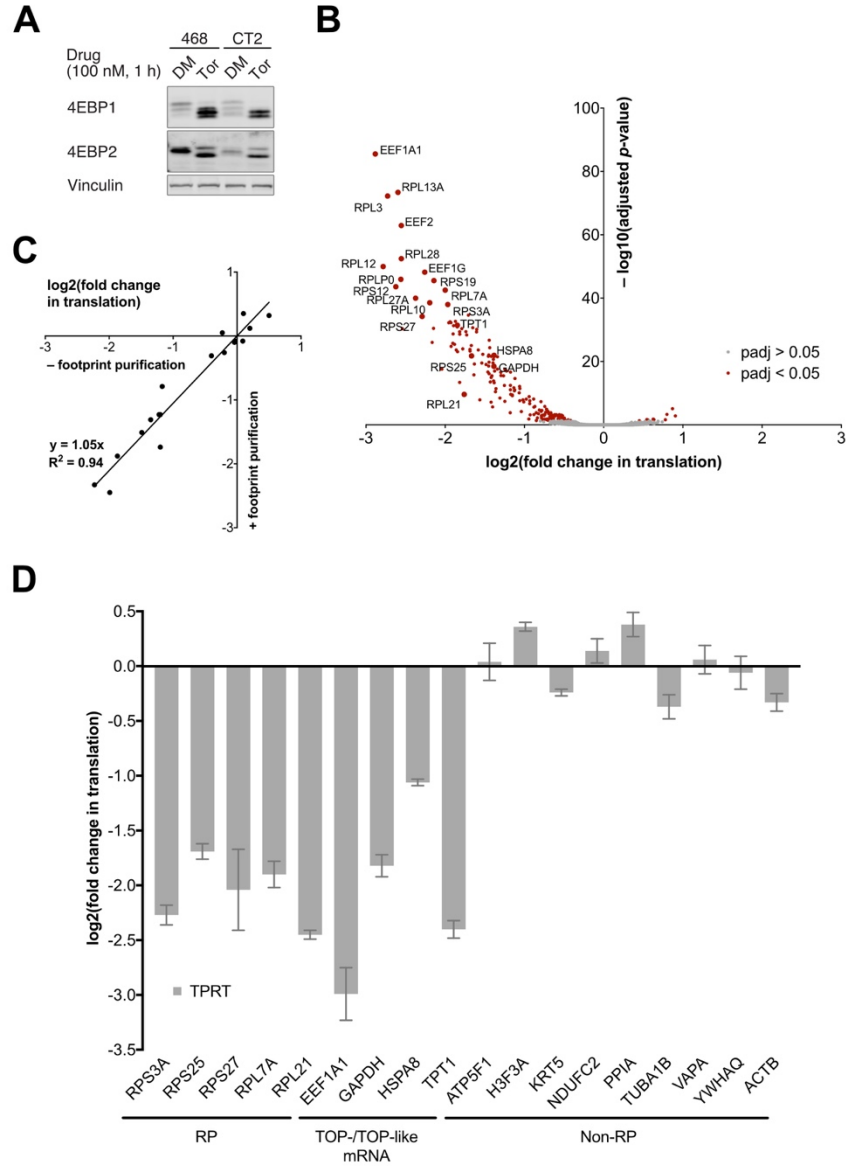 A
468 CT2
Drug
(100 nM, 1 h)
DM Tor DM Tor
4EBP1
4EBP2
Vinculin
B
100
80
60
40
20
– log10(adjusted p-value)
EEF1A1
RPL13A
RPL3
EEF2
RPL28
RPL12
EEF1G
RPLP0
RPS19
RPS12
RPL7A
RPL27A
RPL10
RPS3A
TPT1
RPS27
HSPA8
RPS25
GAPDH
RPL21
padj > 0.05
padj < 0.05
-3 -2 -1 0 1 2 3
log2(fold change in translation)
C
log2(fold change
in translation)
1
-2 -1 0 1
-3
– footprint purification
-1
-2
-3
+ footprint purification
y = 1.05x
R² = 0.94
D
0.5
0.0
-0.5
-1.0
-1.5
-2.0
-2.5
-3.0
-3.5
log2(fold change in translation)
TPRT
RPS3A RPS25 RPS27 RPL7A RPL21 EEF1A1 GAPDH HSPA8 TPT1 ATP5F1 H3F3A KRT5 NDUFC2 PPIA TUBA1B VAPA YWHAQ ACTB
RP TOP-/TOP-like Non-RP
mRNA